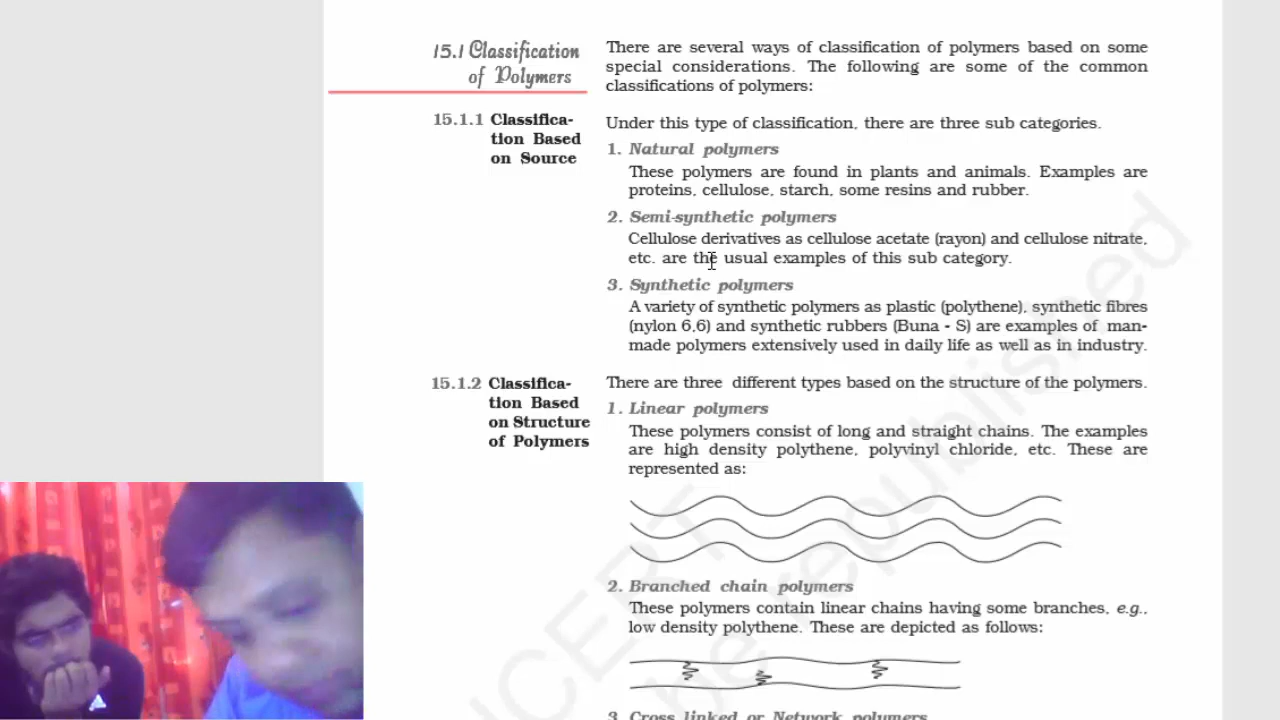 15.1 Classification
of Polymers
There are several ways of classification of polymers based on some
special considerations. The following are some of the common
classifications of polymers:
15.1.1 Classifica-
tion Based
on Source
Under this type of classification, there are three sub categories.
1. Natural polymers
These polymers are found in plants and animals. Examples are
proteins, cellulose, starch, some resins and rubber.
2. Semi-synthetic polymers
Cellulose derivatives as cellulose acetate (rayon) and cellulose nitrate,
etc. are the usual examples of this sub category.
3. Synthetic polymers
A variety of synthetic polymers as plastic (polythene), synthetic fibres
(nylon 6,6) and synthetic rubbers (Buna - S) are examples of man-
made polymers extensively used in daily life as well as in industry.
15.1.2 Classifica-
tion Based
on Structure
of Polymers
There are three different types based on the structure of the polymers.
1. Linear polymers
These polymers consist of long and straight chains. The examples
are high density polythene, polyvinyl chloride, etc. These are
represented as:
2. Branched chain polymers
These polymers contain linear chains having some branches, e.g.,
low density polythene. These are depicted as follows:
3. Cross linked or Network polymers
NCERT
be republished